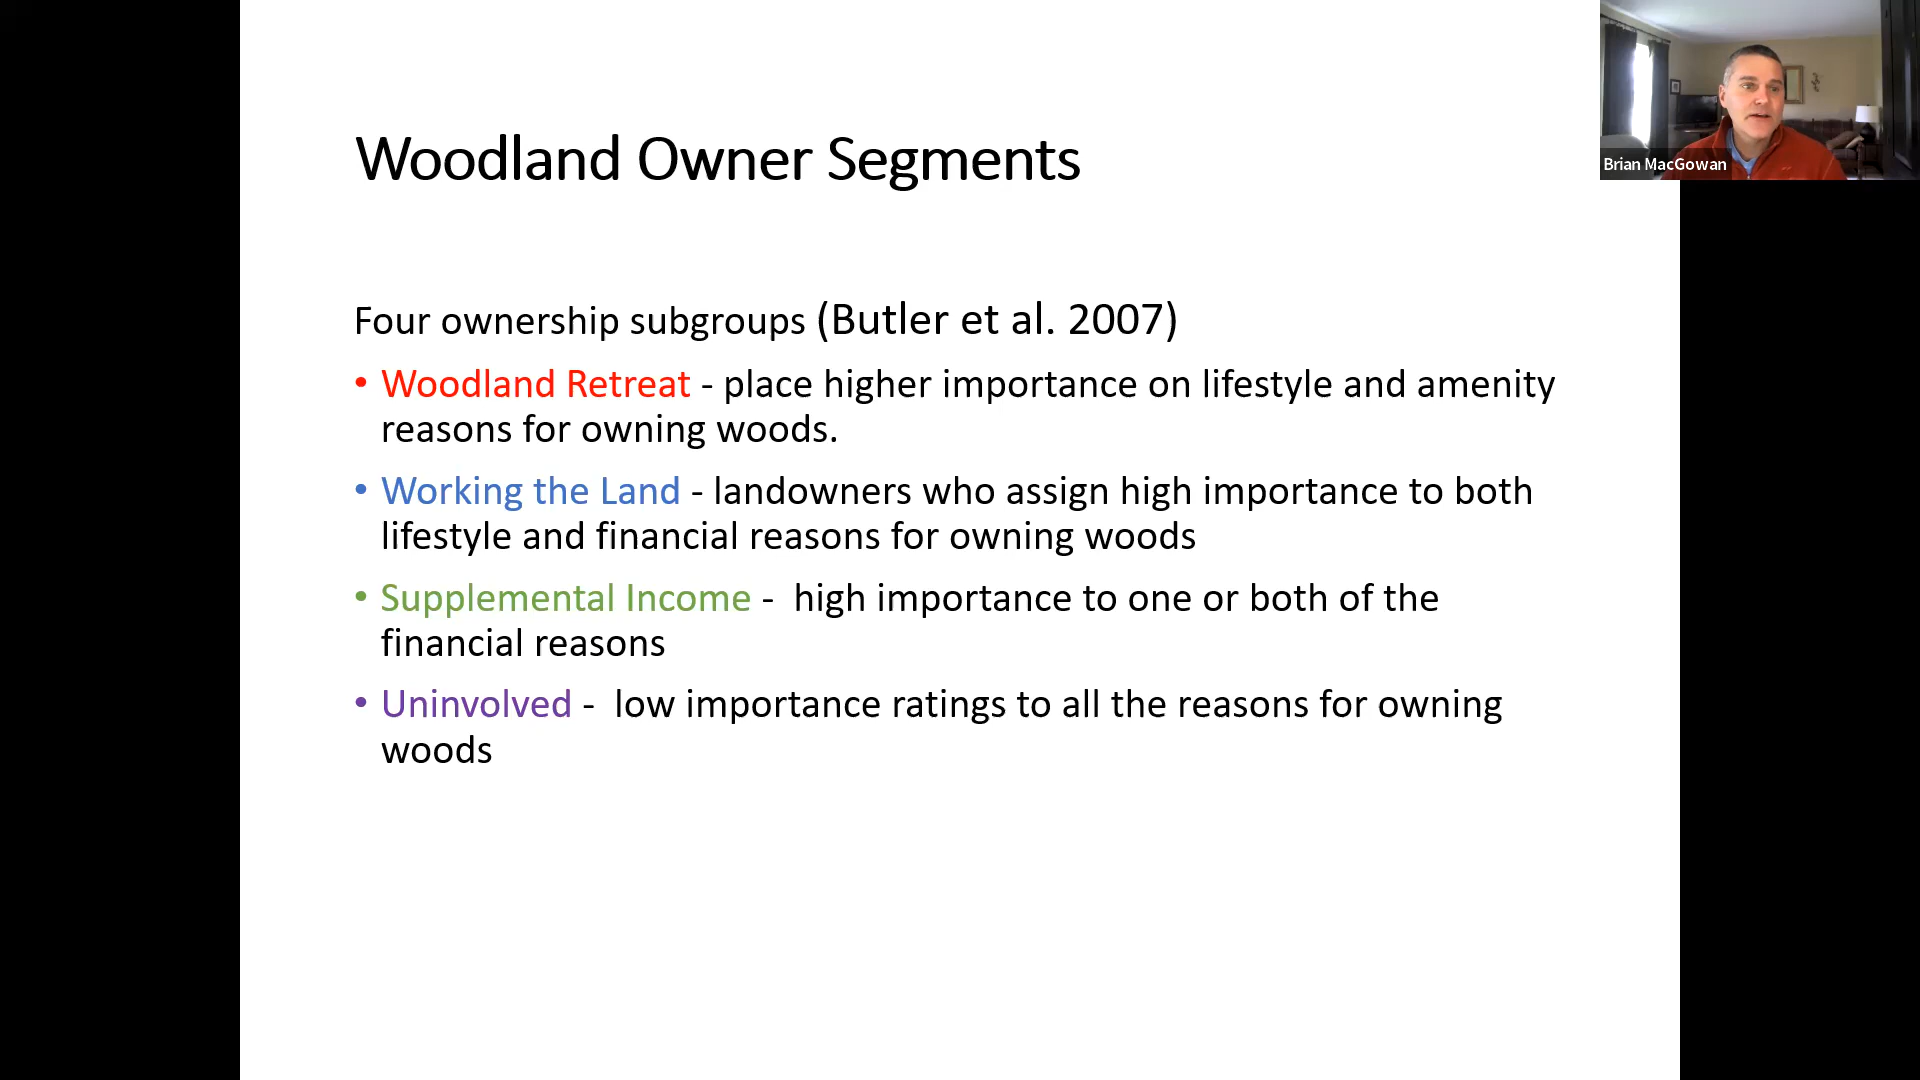 Woodland Owner Segments
Brian MacGowan
Four ownership subgroups (Butler et al. 2007)
• Woodland Retreat - place higher importance on lifestyle and amenity
reasons for owning woods.
• Working the Land - landowners who assign high importance to both
lifestyle and financial reasons for owning woods
• Supplemental Income -  high importance to one or both of the
financial reasons
• Uninvolved -  low importance ratings to all the reasons for owning
woods